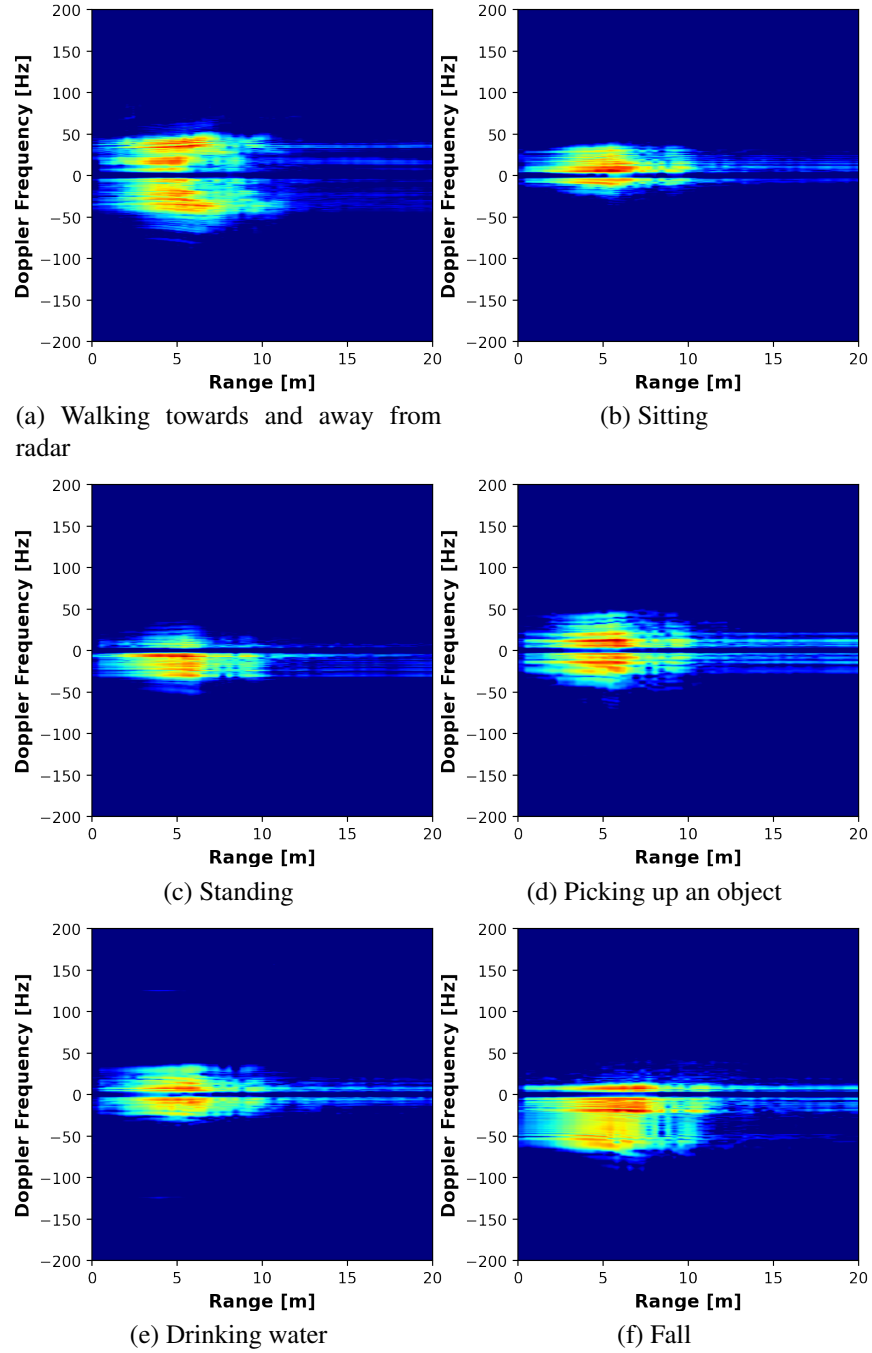 200
150
100
50
0
−50
−100
−150
−200
Doppler Frequency [Hz]
0 5 10 15 20
Range [m]
(a) Walking towards and away from
radar
200
150
100
50
0
−50
−100
−150
−200
Doppler Frequency [Hz]
0 5 10 15 20
Range [m]
(b) Sitting
200
150
100
50
0
−50
−100
−150
−200
Doppler Frequency [Hz]
0 5 10 15 20
Range [m]
(c) Standing
200
150
100
50
0
−50
−100
−150
−200
Doppler Frequency [Hz]
0 5 10 15 20
Range [m]
(d) Picking up an object
200
150
100
50
0
−50
−100
−150
−200
Doppler Frequency [Hz]
0 5 10 15 20
Range [m]
(e) Drinking water
200
150
100
50
0
−50
−100
−150
−200
Doppler Frequency [Hz]
0 5 10 15 20
Range [m]
(f) Fall